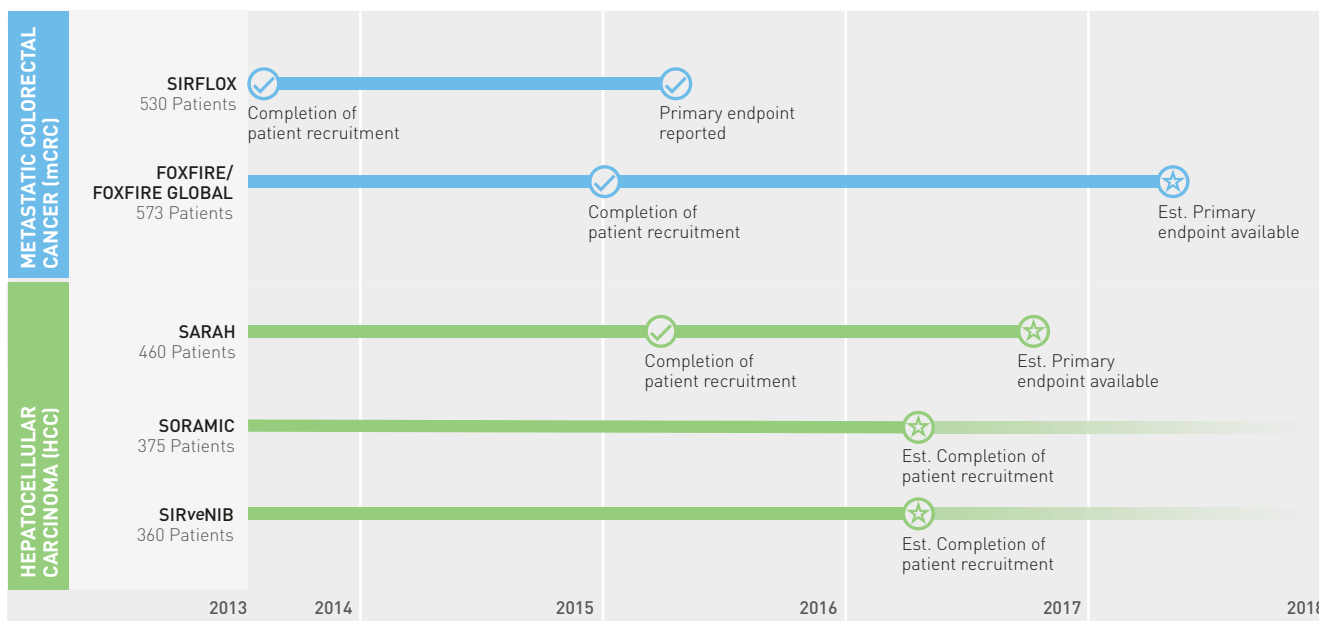 METASTATIC COLORECTAL
CANCER (mCRC)
SIRFLOX
530 Patients
Completion of
patient recruitment
Primary endpoint
reported
FOXFIRE/
FOXFIRE GLOBAL
573 Patients
Completion of
patient recruitment
Est. Primary
endpoint available
HEPATOCELLULAR
CARCINOMA (HCC)
SARAH
460 Patients
Completion of
patient recruitment
Est. Primary
endpoint available
SORAMIC
375 Patients
Est. Completion of
patient recruitment
SIRveNIB
360 Patients
Est. Completion of
patient recruitment
2013 2014 2015 2016 2017 2018